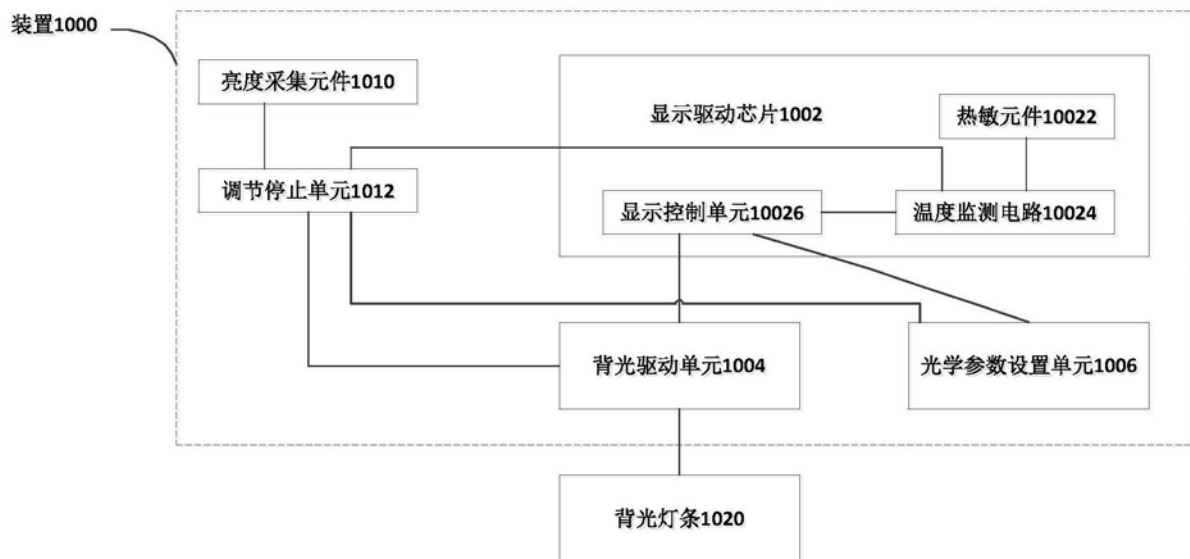 装置1000
亮度采集元件1010
显示驱动芯片1002
热敏元件10022
调节停止单元1012
显示控制单元10026
温度监测电路10024
背光驱动单元1004
光学参数设置单元1006
背光灯条1020